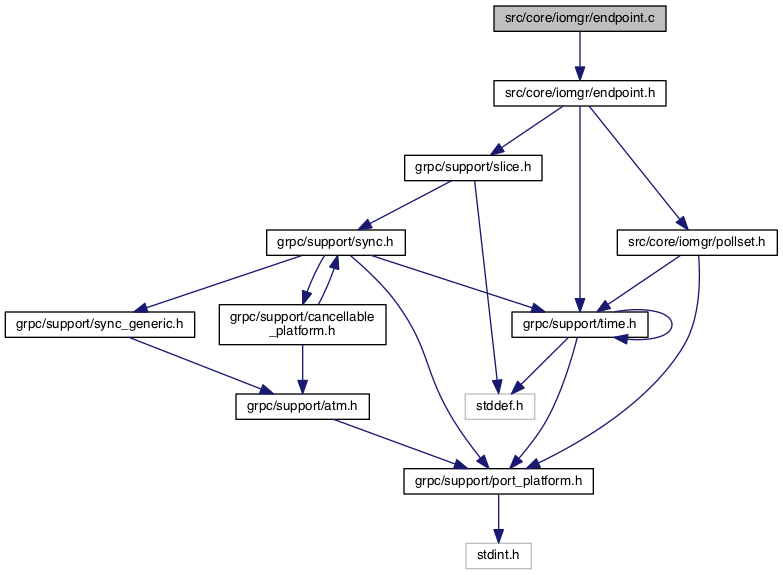 src/core/iomgr/endpoint.c
src/core/iomgr/endpoint.h
grpc/support/slice.h
grpc/support/sync.h
src/core/iomgr/pollset.h
grpc/support/sync_generic.h
grpc/support/cancellable
_platform.h
grpc/support/time.h
grpc/support/atm.h
stddef.h
grpc/support/port_platform.h
stdint.h